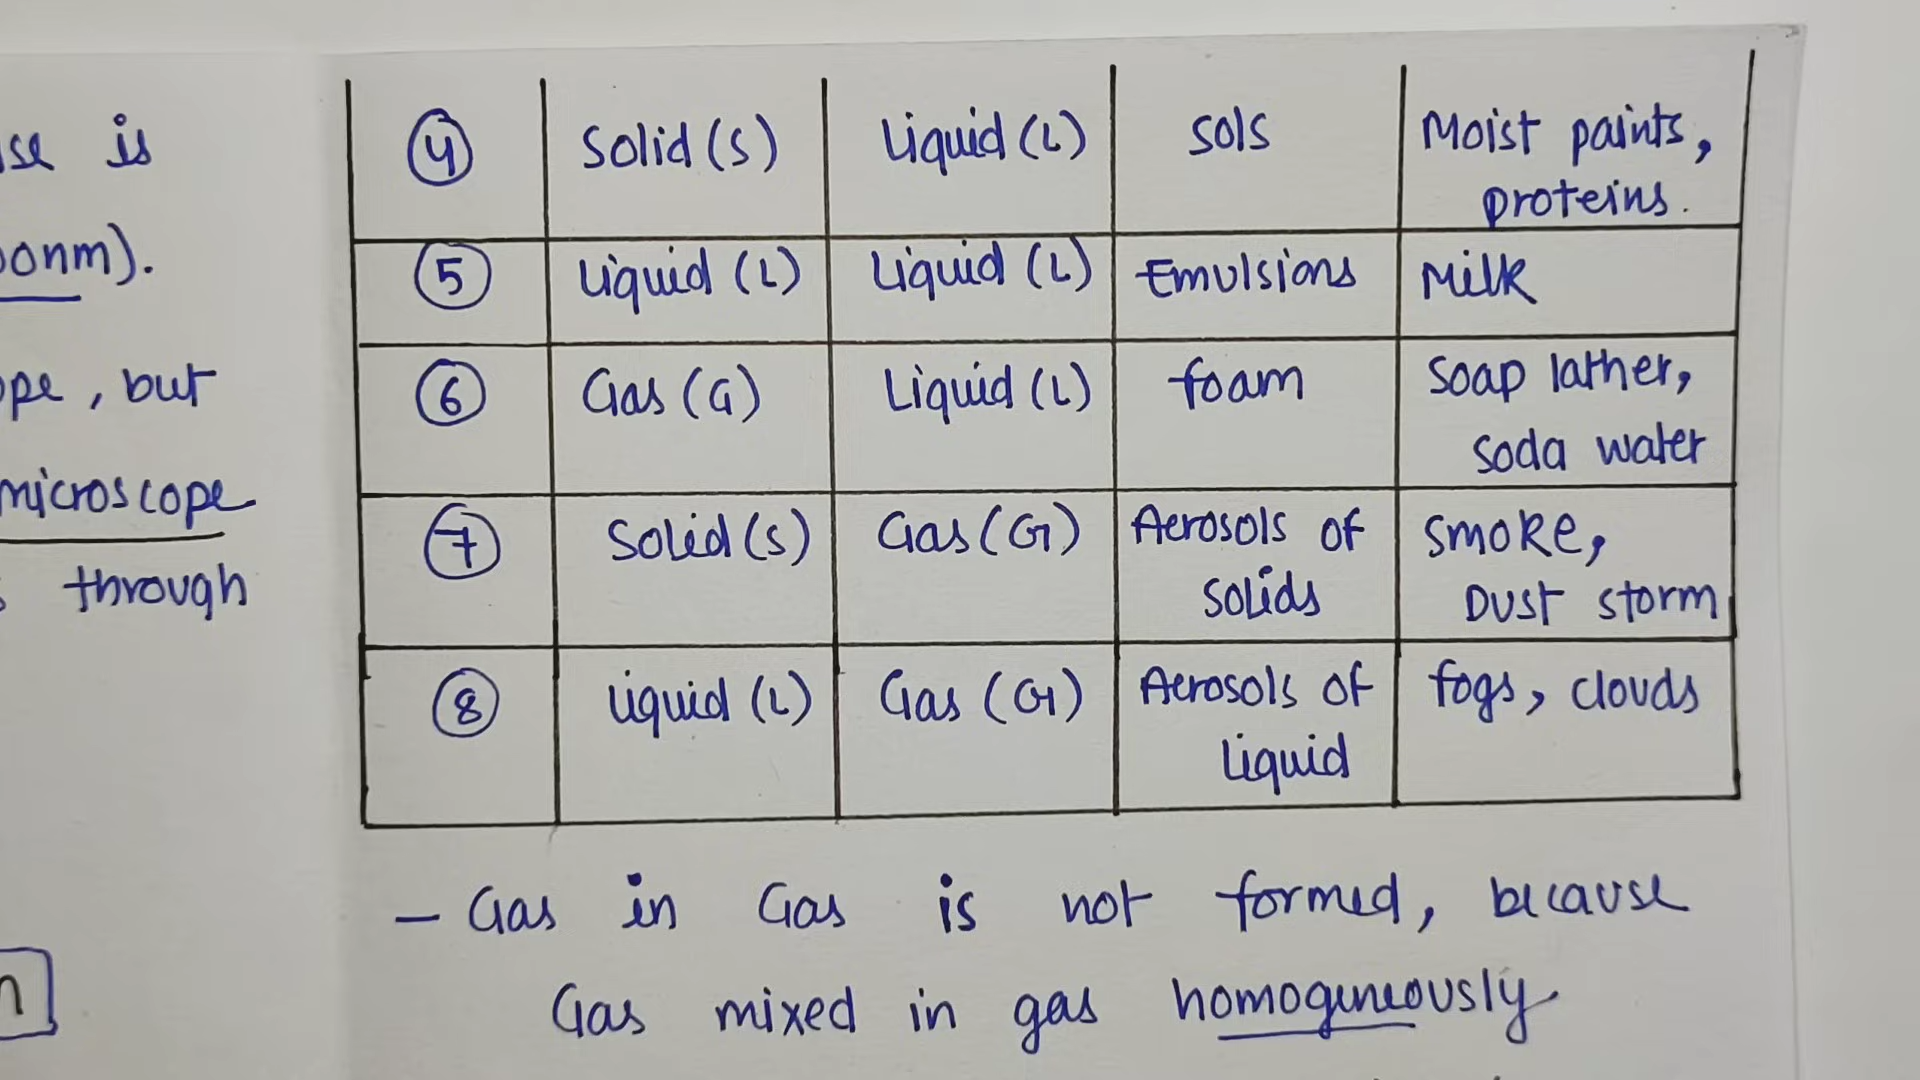 se is
onm).
pe, but
microscope
through
n
④ Solid (S) Liquid (L) sols Moist paints,
proteins.
⑤ Liquid (L) Liquid (L) Emulsions Milk
⑥ Gas (G) Liquid (L) foam Soap lather,
soda water
⑦ Solid (S) Gas (G) Aerosols of smoke,
solids Dust storm
⑧ Liquid (L) Gas (G) Aerosols of fogs, clouds
Liquid
- Gas in Gas is not formed, because
Gas mixed in gas homogeneously